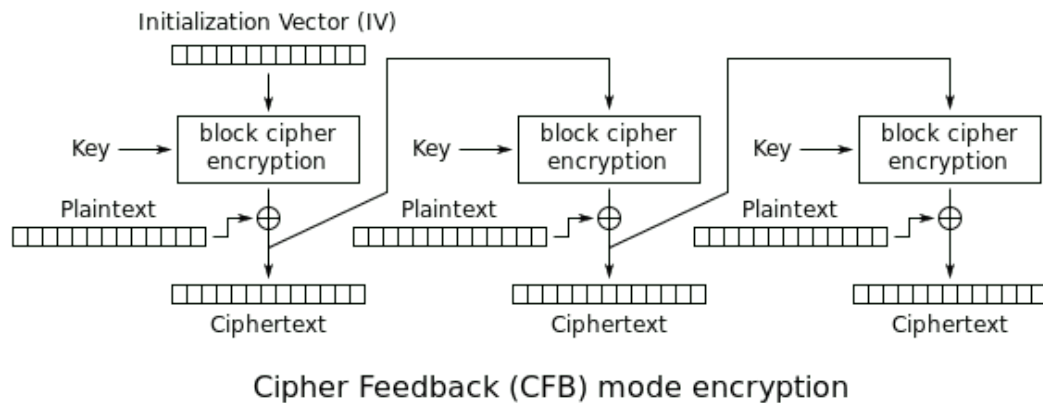 Initialization Vector (IV)
Key
block cipher
encryption
Key
block cipher
encryption
Key
block cipher
encryption
Plaintext
Plaintext
Plaintext
Ciphertext
Ciphertext
Ciphertext
Cipher Feedback (CFB) mode encryption